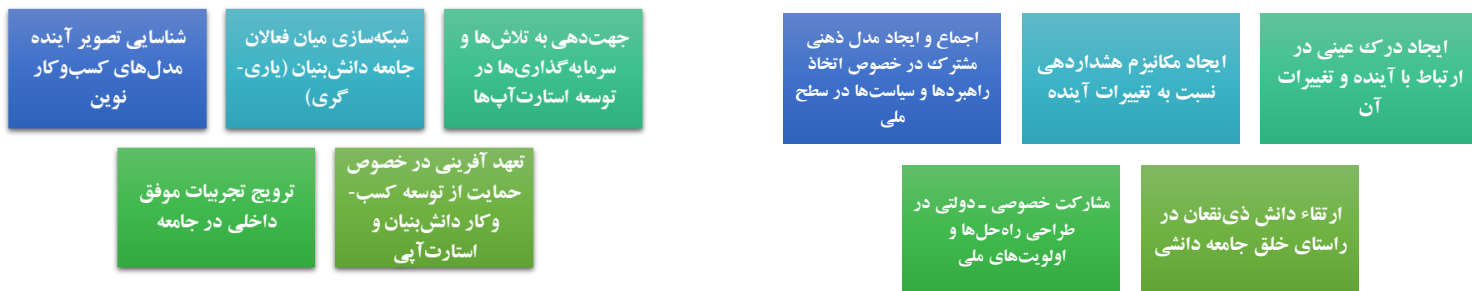 ایجاد درک عینی در
ارتباط با آینده و تغییرات
آن
ایجاد مکانیزم هشداردهی
نسبت به تغییرات آینده
اجماع و ایجاد مدل ذهنی
مشترک در خصوص اتخاذ
راهبردها و سیاست‌ها در سطح
ملی
ارتقاء دانش ذی‌نقعان در
راستای خلق جامعه دانشی
مشارکت خصوصی ـ دولتی در
طراحی راه‌حل‌ها و
اولویت‌های ملی
جهت‌دهی به تلاش‌ها و
سرمایه‌گذاری‌ها در
توسعه استارت‌آپ‌ها
شبکه‌سازی میان فعالان
جامعه دانش‌بنیان (یاری-
گری)
شناسایی تصویر آینده
مدل‌های کسب‌وکار
نوین
تعهد آفرینی در خصوص
حمایت از توسعه کسب-
وکار دانش‌بنیان و
استارت‌آپی
ترویج تجربیات موفق
داخلی در جامعه